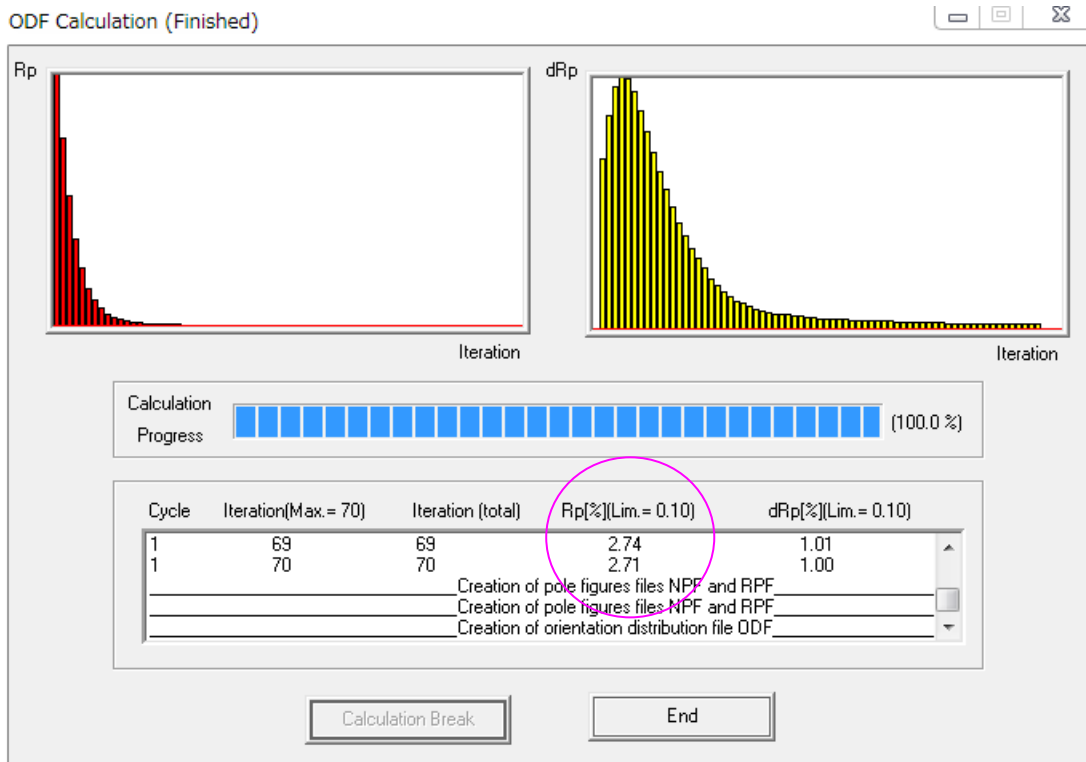 ODF Calculation (Finished)
Rp
dRp
Iteration
Iteration
Calculation Progress
(100.0 %)
Cycle Iteration(Max.= 70) Iteration (total) Rp[%](Lim.= 0.10) dRp[%](Lim.= 0.10)
1 69 69 2.74 1.01
1 70 70 2.71 1.00
Creation of pole figures files NPF and RPF
Creation of pole figures files NPF and RPF
Creation of orientation distribution file ODF
Calculation Break
End